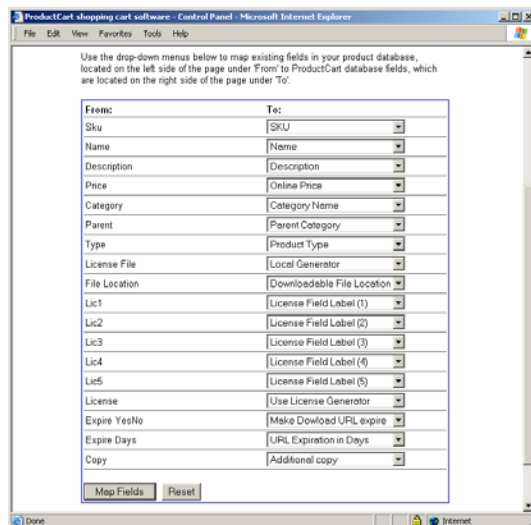 ProductCart shopping cart software - Control Panel - Microsoft Internet Explorer
File Edit View Favorites Tools Help
Use the drop-down menus below to map existing fields in your product database,
located on the left side of the page under 'From' to ProductCart database fields, which
are located on the right side of the page under 'To'.
From: To:
Sku SKU
Name Name
Description Description
Price Online Price
Category Category Name
Parent Parent Category
Type Product Type
License File Local Generator
File Location Downloadable File Location
Lic1 License Field Label (1)
Lic2 License Field Label (2)
Lic3 License Field Label (3)
Lic4 License Field Label (4)
Lic5 License Field Label (5)
License Use License Generator
Expire YesNo Make Dowload URL expire
Expire Days URL Expiration in Days
Copy Additional copy
Map Fields Reset
Done Internet